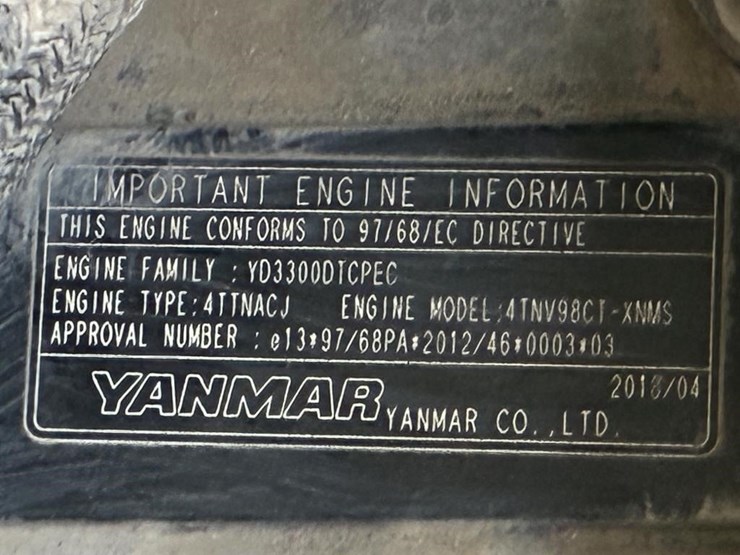 IMPORTANT ENGINE INFORMATION
THIS ENGINE CONFORMS TO 97/68/EC DIRECTIVE
ENGINE FAMILY : YD3300DTCPEC
ENGINE TYPE:4TTNACJ ENGINE MODEL:4TNV98CT-XNMS
APPROVAL NUMBER : e13*97/68PA*2012/46*0003*03
2018/04
YANMAR YANMAR CO.,LTD.